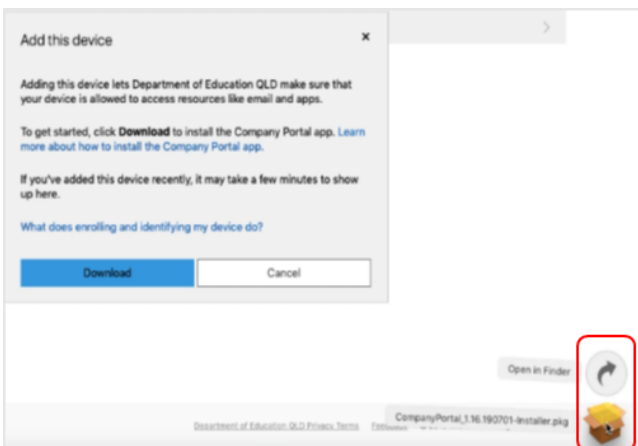 Add this device
Adding this device lets Department of Education QLD make sure that
your device is allowed to access resources like email and apps.
To get started, click Download to install the Company Portal app. Learn
more about how to install the Company Portal app.
If you've added this device recently, it may take a few minutes to show
up here.
What does enrolling and identifying my device do?
Download Cancel
Open in Finder
CompanyPortal_1.16.190701-Installer.pkg
Department of Education QLD Privacy Terms